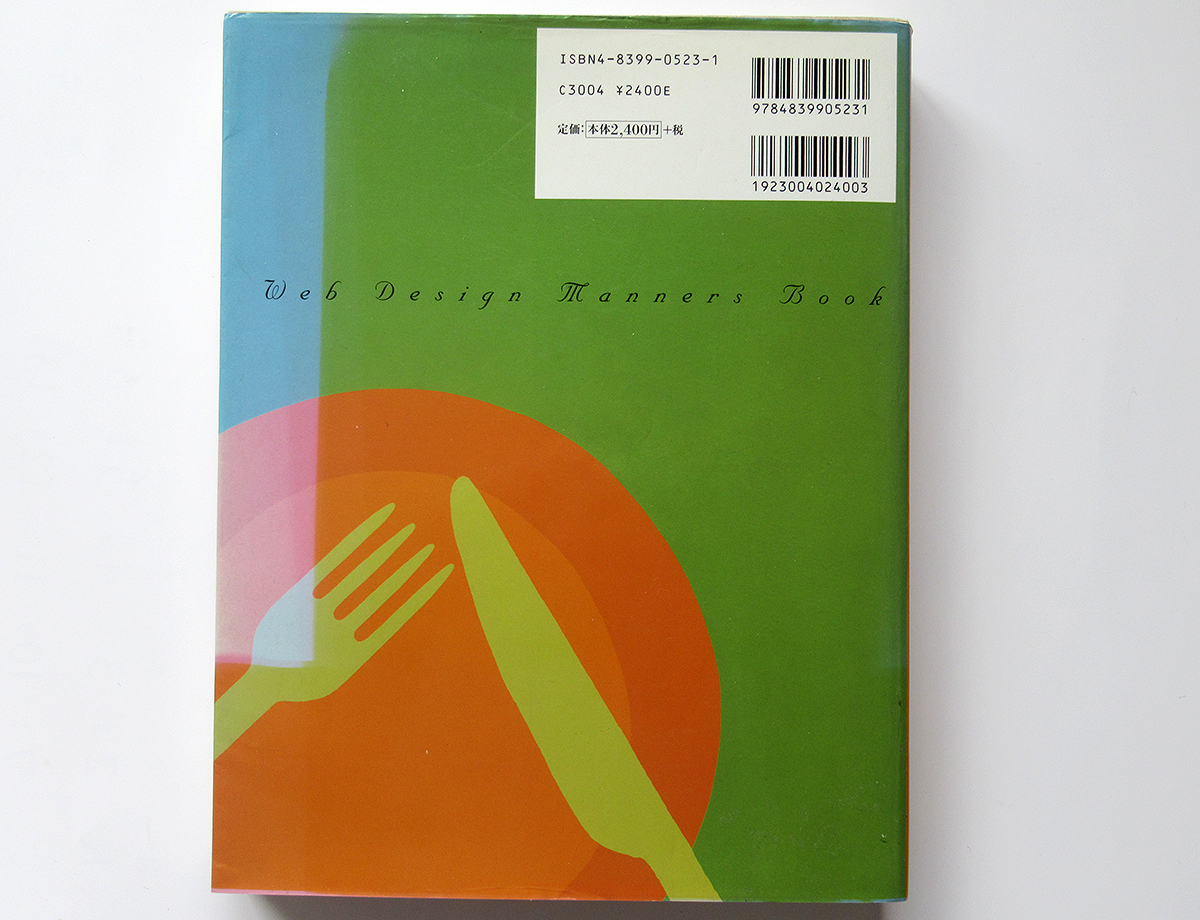 ISBN4-8399-0523-1
C3004 ¥2400E
定価：本体2,400円+税
9784839905231
1923004024003
Web Design Manners Book